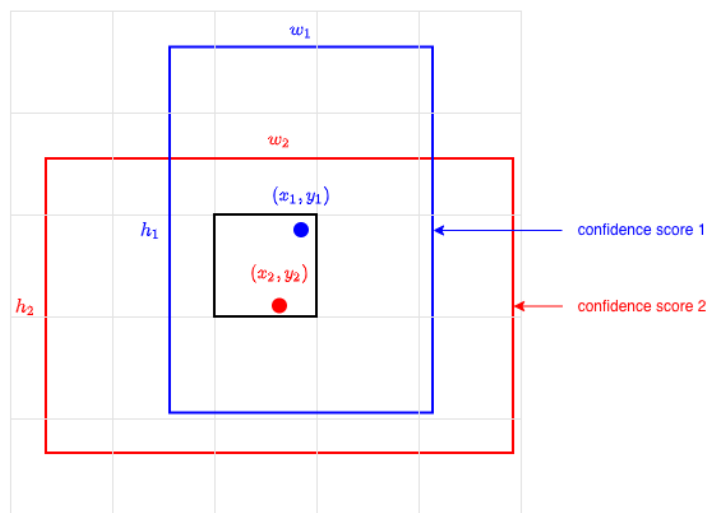 w₁
w₂
(x₁, y₁)
h₁
confidence score 1
(x₂, y₂)
h₂
confidence score 2